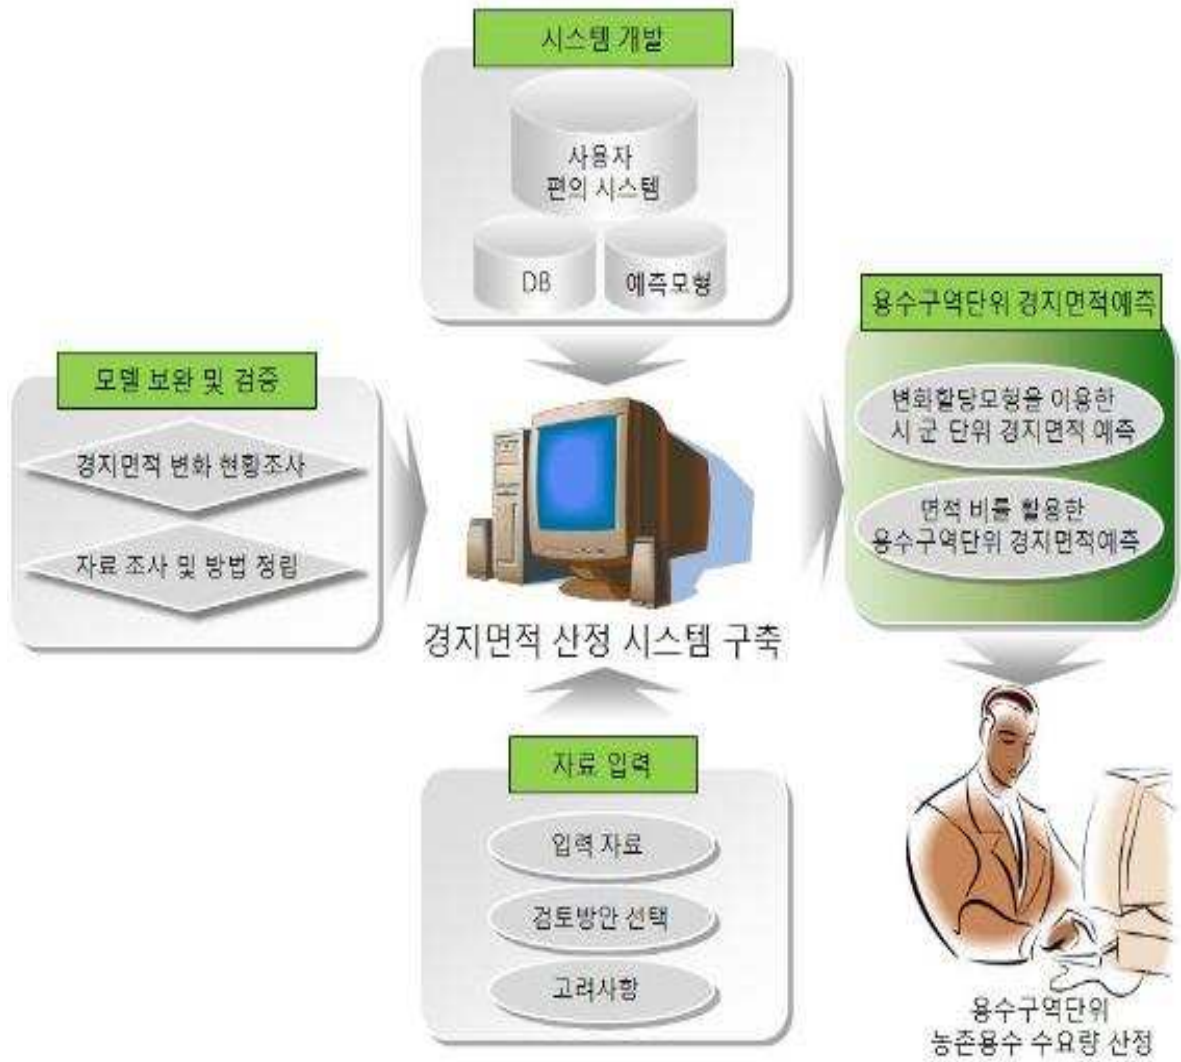 시스템 개발
사용자
편의 시스템
DB
예측모형
모델 보완 및 검증
경지면적 변화 현황조사
자료 조사 및 방법 정립
경지면적 산정 시스템 구축
자료 입력
입력 자료
검토방안 선택
고려사항
용수구역단위 경지면적예측
변화할당모형을 이용한
시 군 단위 경지면적 예측
면적 비를 활용한
용수구역단위 경지면적예측
용수구역단위
농촌용수 수요량 산정